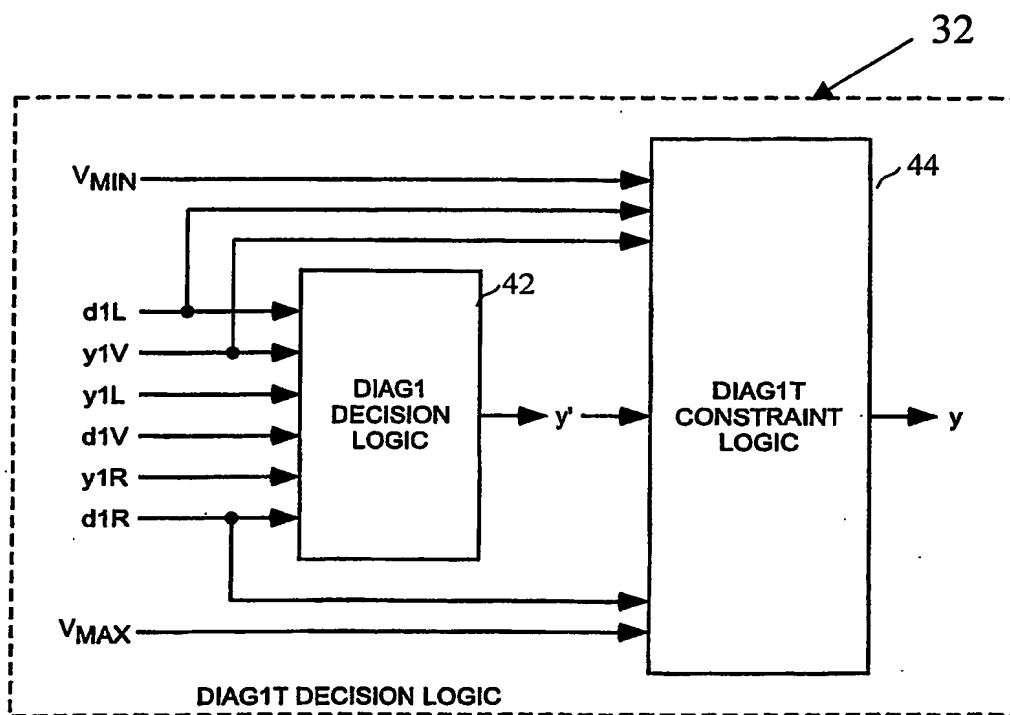 32
VMIN
44
42
d1L
y1V
y1L
d1V
y1R
d1R
DIAG1
DECISION
LOGIC
y'
DIAG1T
CONSTRAINT
LOGIC
y
VMAX
DIAG1T DECISION LOGIC